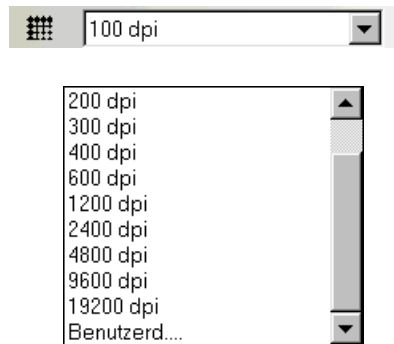 100 dpi
200 dpi
300 dpi
400 dpi
600 dpi
1200 dpi
2400 dpi
4800 dpi
9600 dpi
19200 dpi
Benutzerd....